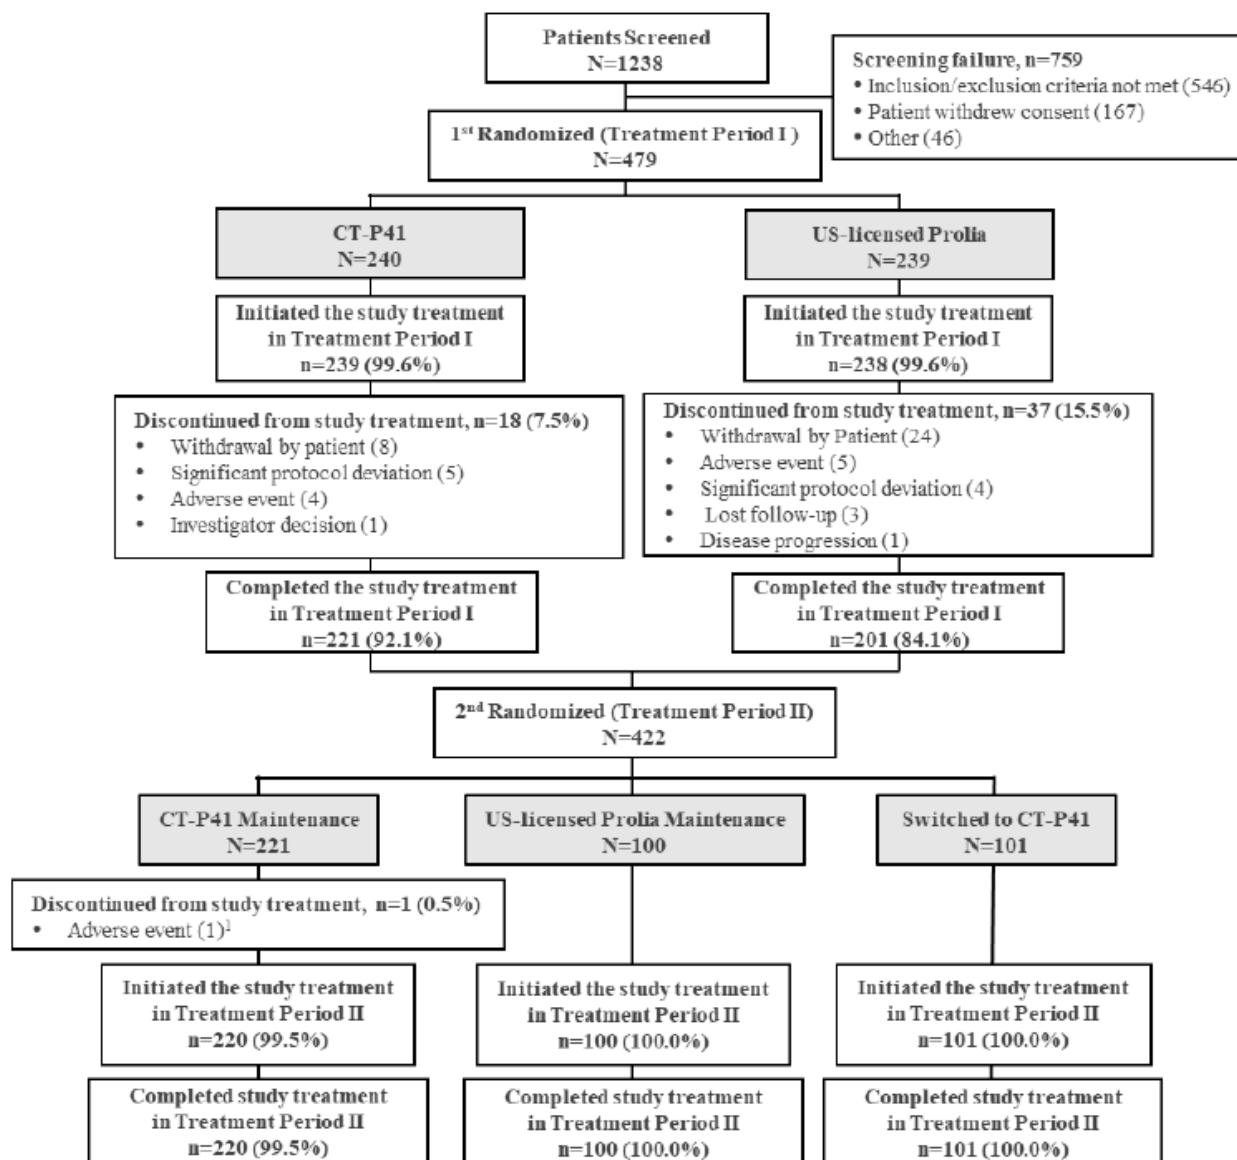 Patients Screened
N=1238
Screening failure, n=759
• Inclusion/exclusion criteria not met (546)
• Patient withdrew consent (167)
• Other (46)
1st Randomized (Treatment Period I )
N=479
CT-P41
N=240
US-licensed Prolia
N=239
Initiated the study treatment
in Treatment Period I
n=239 (99.6%)
Initiated the study treatment
in Treatment Period I
n=238 (99.6%)
Discontinued from study treatment, n=18 (7.5%)
• Withdrawal by patient (8)
• Significant protocol deviation (5)
• Adverse event (4)
• Investigator decision (1)
Discontinued from study treatment, n=37 (15.5%)
• Withdrawal by Patient (24)
• Adverse event (5)
• Significant protocol deviation (4)
• Lost follow-up (3)
• Disease progression (1)
Completed the study treatment
in Treatment Period I
n=221 (92.1%)
Completed the study treatment
in Treatment Period I
n=201 (84.1%)
2nd Randomized (Treatment Period II)
N=422
CT-P41 Maintenance
N=221
US-licensed Prolia Maintenance
N=100
Switched to CT-P41
N=101
Discontinued from study treatment, n=1 (0.5%)
• Adverse event (1)1
Initiated the study treatment
in Treatment Period II
n=220 (99.5%)
Initiated the study treatment
in Treatment Period II
n=100 (100.0%)
Initiated the study treatment
in Treatment Period II
n=101 (100.0%)
Completed study treatment
in Treatment Period II
n=220 (99.5%)
Completed study treatment
in Treatment Period II
n=100 (100.0%)
Completed study treatment
in Treatment Period II
n=101 (100.0%)